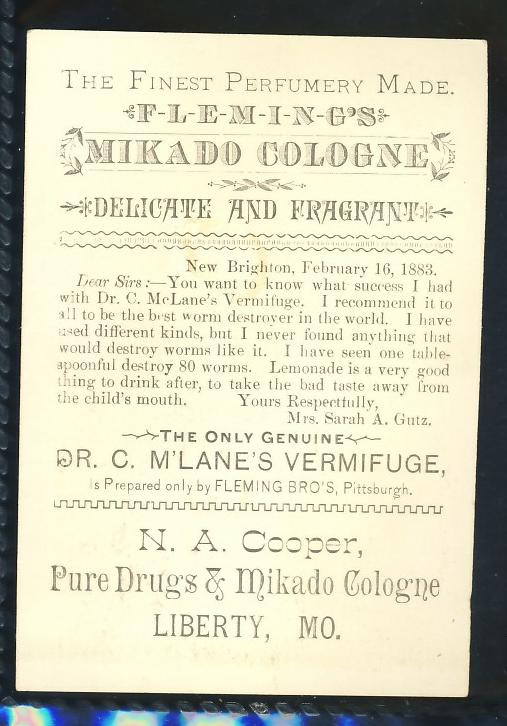 THE FINEST PERFUMERY MADE.
F-L-E-M-I-N-G'S
MIKADO COLOGNE
DELICATE AND FRAGRANT
New Brighton, February 16, 1883.
Dear Sirs:—You want to know what success I had
with Dr. C. McLane's Vermifuge. I recommend it to
all to be the best worm destroyer in the world. I have
used different kinds, but I never found anything that
would destroy worms like it. I have seen one table-
spoonful destroy 80 worms. Lemonade is a very good
thing to drink after, to take the bad taste away from
the child's mouth. Yours Respectfully,
Mrs. Sarah A. Gutz.
THE ONLY GENUINE
DR. C. M'LANE'S VERMIFUGE,
is Prepared only by FLEMING BRO'S, Pittsburgh.
N. A. Cooper,
Pure Drugs & Mikado Cologne
LIBERTY, MO.